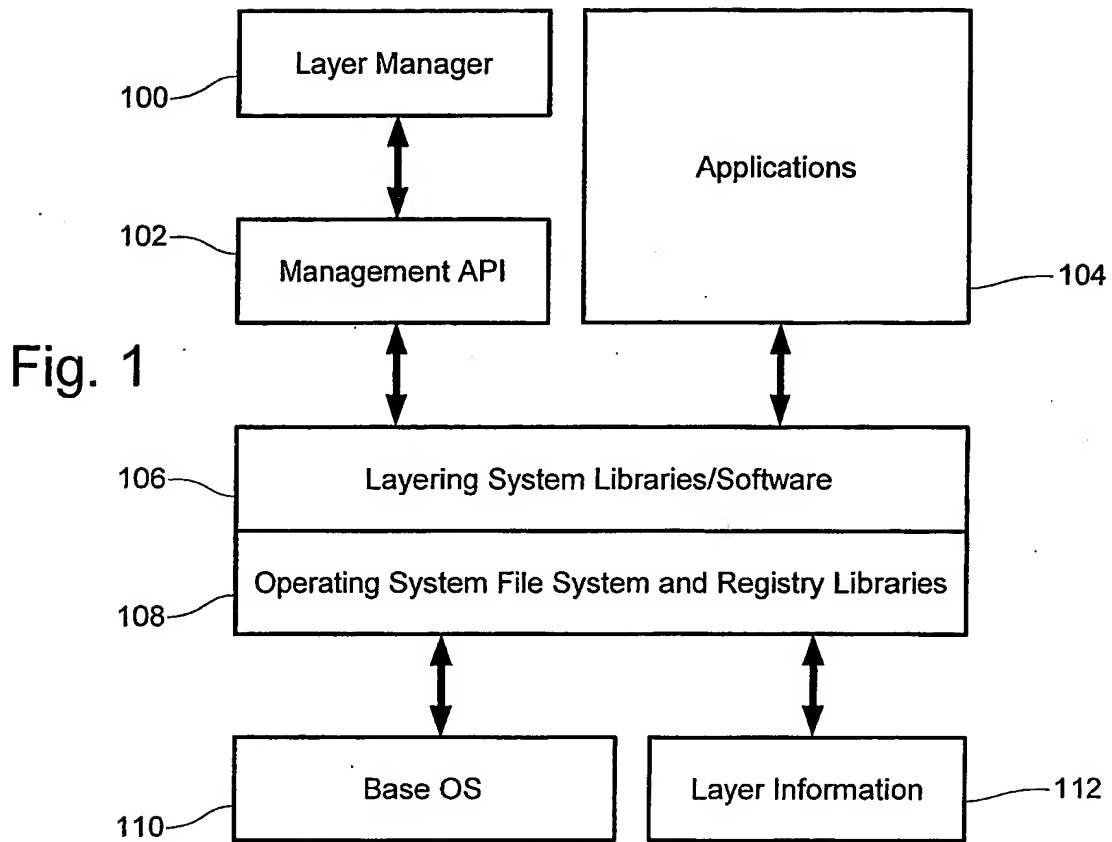 Layer Manager
100
Applications
102
Management API
104
Fig. 1
106
Layering System Libraries/Software
Operating System File System and Registry Libraries
108
Base OS
Layer Information
112
110